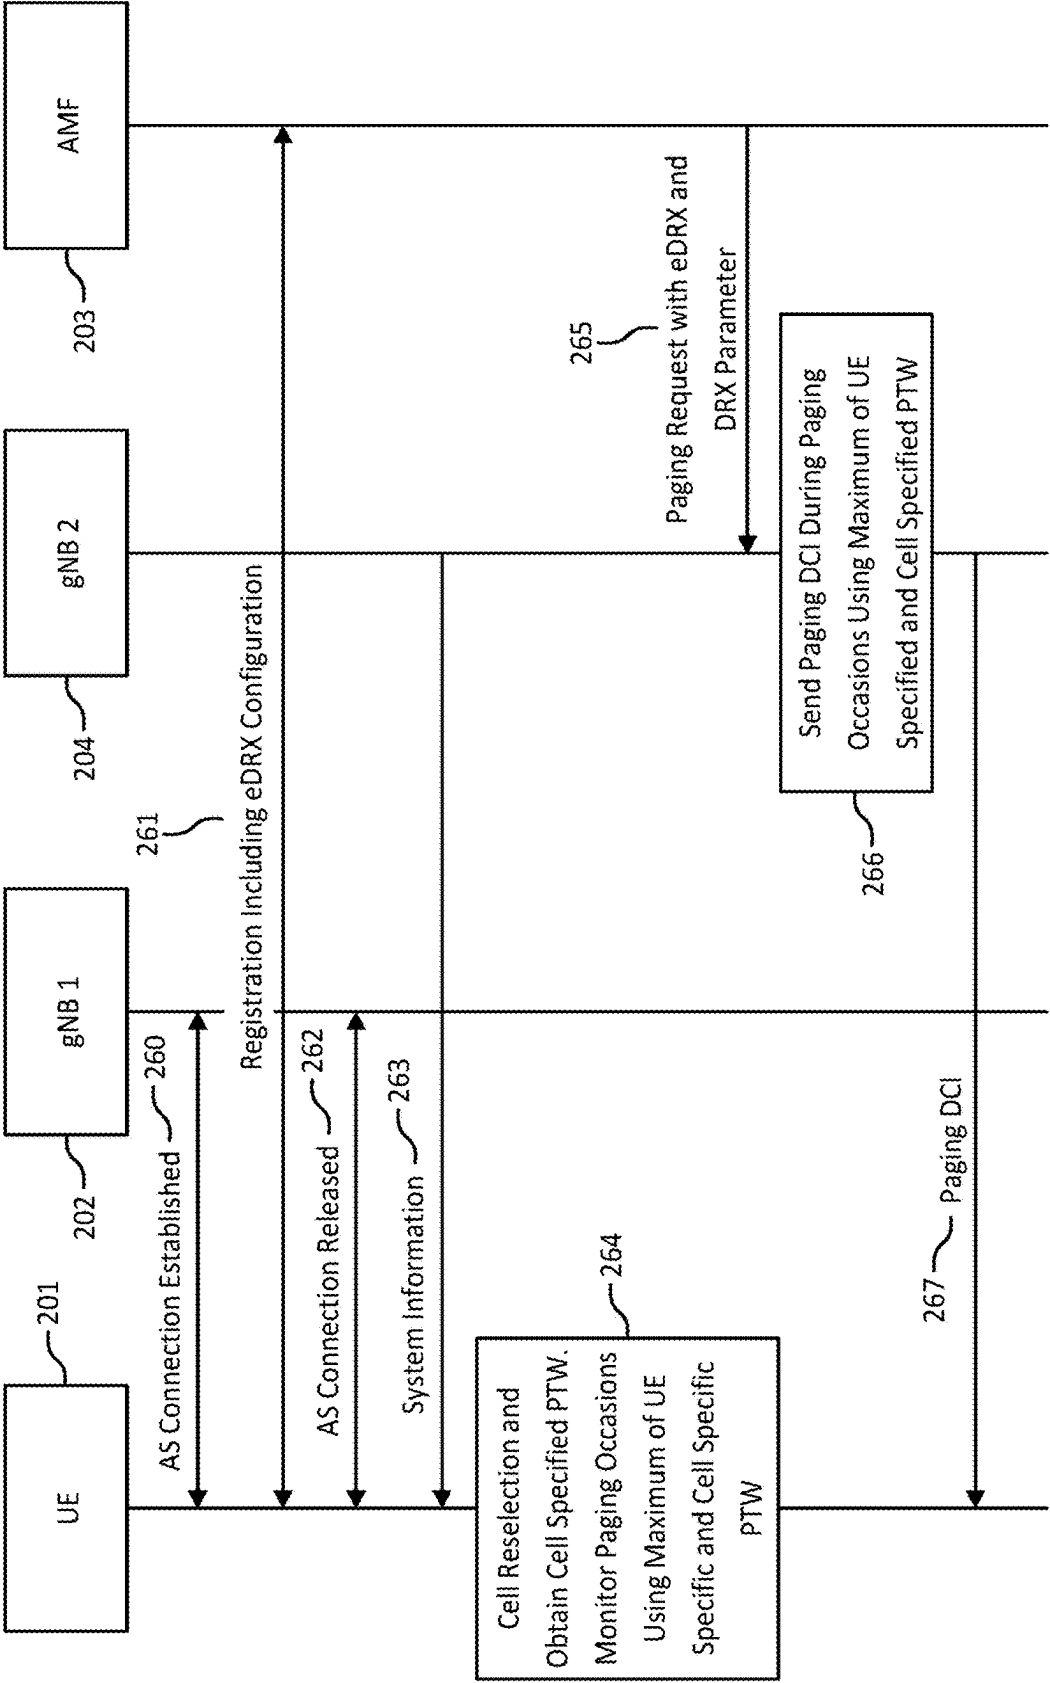 UE
201
gNB 1
202
gNB 2
204
AMF
203
AS Connection Established
260
261
Registration Including eDRX Configuration
AS Connection Released
262
System Information
263
Cell Reselection and
Obtain Cell Specified PTW.
Monitor Paging Occasions
Using Maximum of UE
Specific and Cell Specific
PTW
264
265
Paging Request with eDRX and
DRX Parameter
Send Paging DCI During Paging
Occasions Using Maximum of UE
Specified and Cell Specified PTW
266
267
Paging DCI